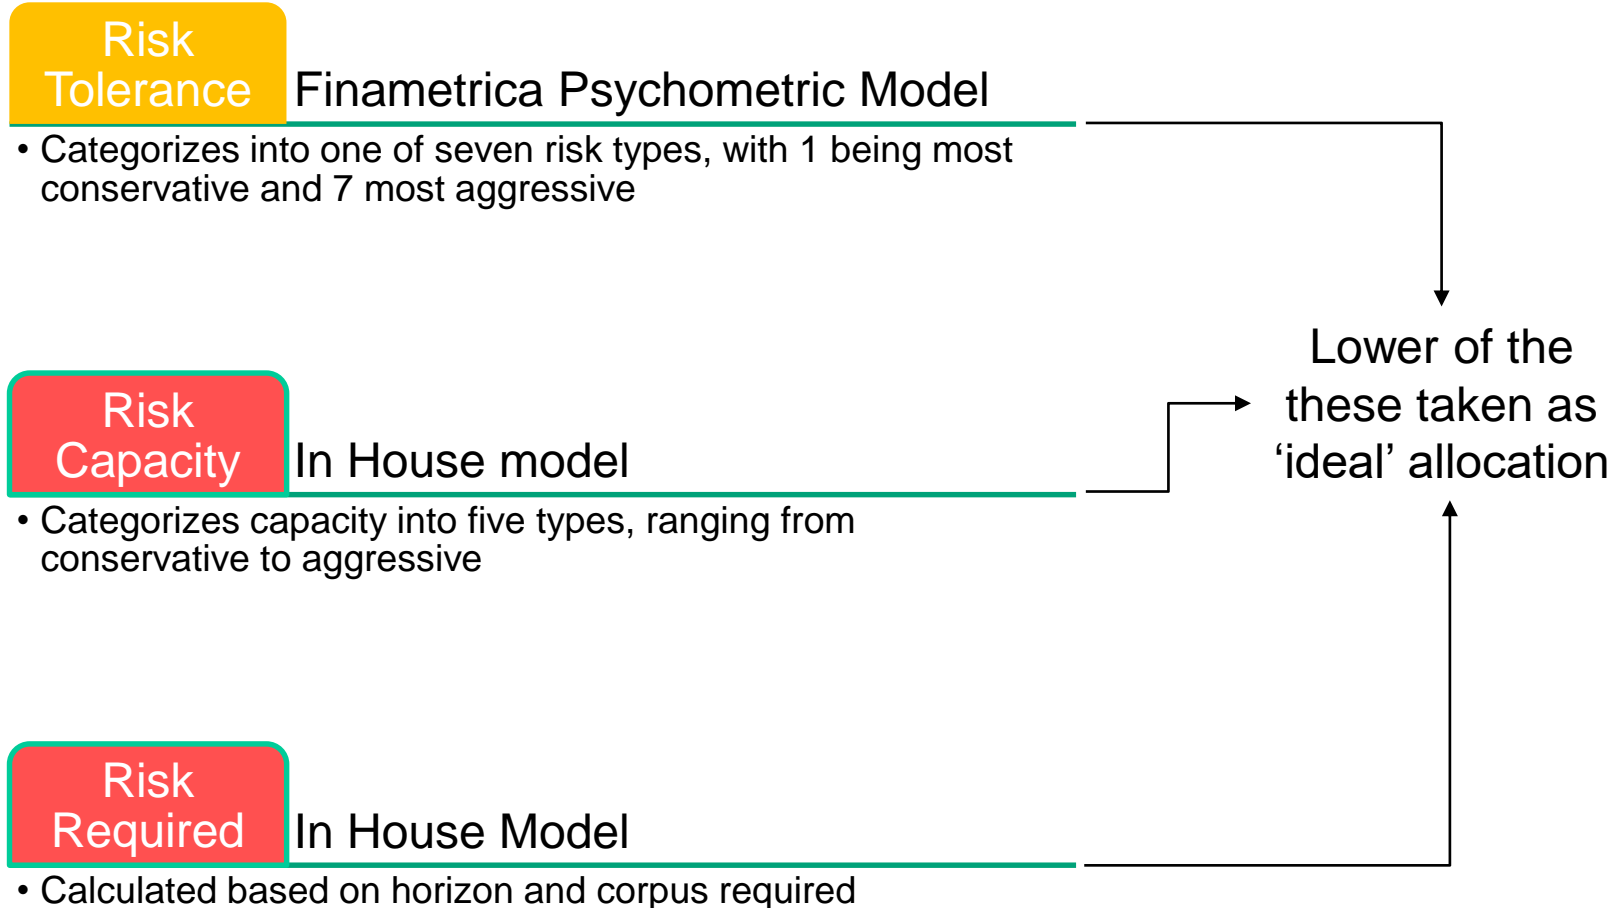 Risk
Tolerance
Finametrica Psychometric Model
• Categorizes into one of seven risk types, with 1 being most
conservative and 7 most aggressive
Risk
Capacity
In House model
• Categorizes capacity into five types, ranging from
conservative to aggressive
Risk
Required
In House Model
• Calculated based on horizon and corpus required
Lower of the
these taken as
‘ideal’ allocation